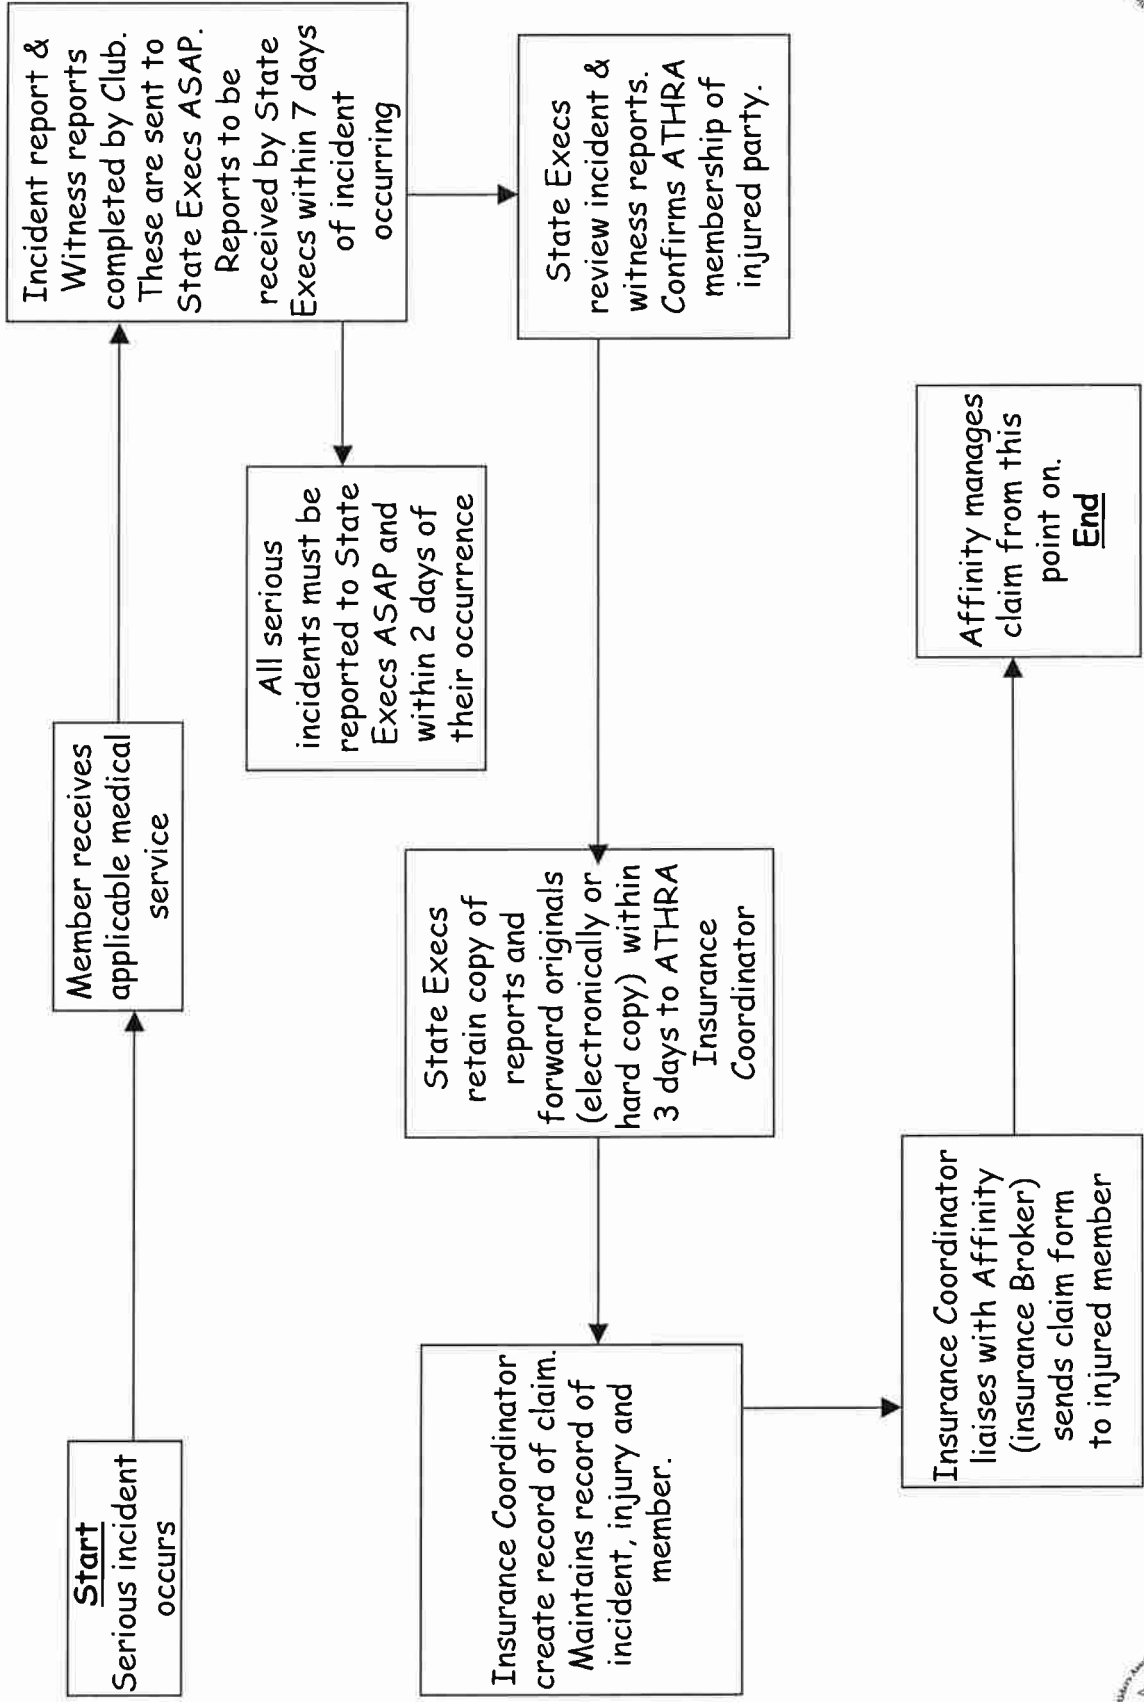 Start
Serious incident
occurs
Member receives
applicable medical
service
Incident report &
Witness reports
completed by Club.
These are sent to
State Execs ASAP.
Reports to be
received by State
Execs within 7 days
of incident
occurring
All serious
incidents must be
reported to State
Execs ASAP and
within 2 days of
their occurrence
State Execs
review incident &
witness reports.
Confirms ATHRA
membership of
injured party.
State Execs
retain copy of
reports and
forward originals
(electronically or
hard copy) within
3 days to ATHRA
Insurance
Coordinator
Insurance Coordinator
create record of claim.
Maintains record of
incident, injury and
member.
Insurance Coordinator
liaises with Affinity
(insurance Broker)
sends claim form
to injured member
Affinity manages
claim from this
point on.
End